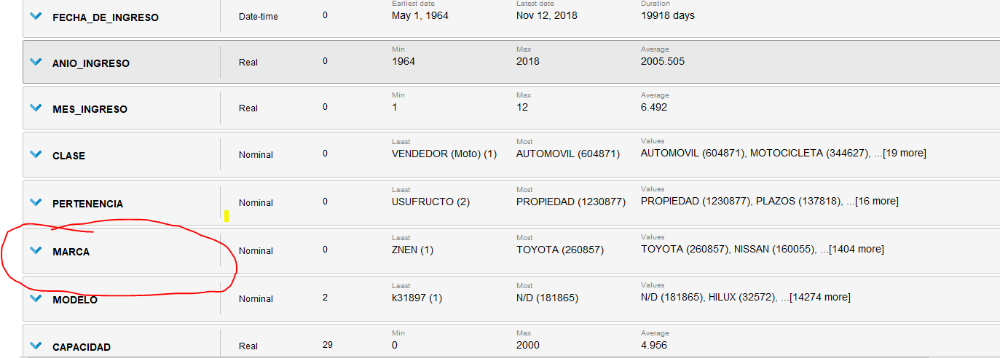 Earliest date Latest date Duration
FECHA_DE_INGRESO Date-time 0 May 1, 1964 Nov 12, 2018 19918 days
Min Max Average
ANIO_INGRESO Real 0 1964 2018 2005.505
Min Max Average
MES_INGRESO Real 0 1 12 6.492
Least Most Values
CLASE Nominal 0 VENDEDOR (Moto) (1) AUTOMOVIL (604871) AUTOMOVIL (604871), MOTOCICLETA (344627), ...[19 more]
Least Most Values
PERTENENCIA Nominal 0 USUFRUCTO (2) PROPIEDAD (1230877) PROPIEDAD (1230877), PLAZOS (137818), ...[16 more]
Least Most Values
MARCA Nominal 0 ZNEN (1) TOYOTA (260857) TOYOTA (260857), NISSAN (160055), ...[1404 more]
Least Most Values
MODELO Nominal 2 k31897 (1) N/D (181865) N/D (181865), HILUX (32572), ...[14274 more]
Min Max Average
CAPACIDAD Real 29 0 2000 4.956